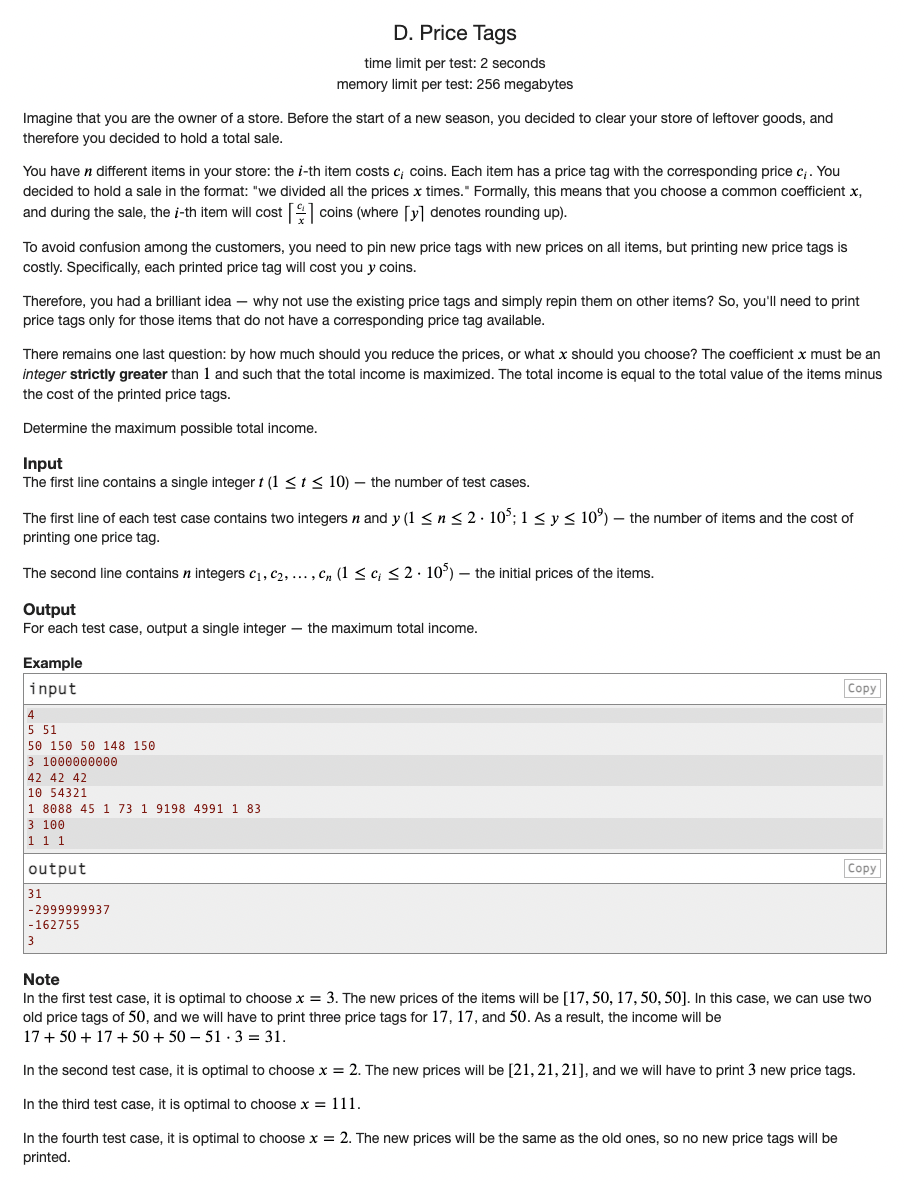 D. Price Tags
time limit per test: 2 seconds
memory limit per test: 256 megabytes
Imagine that you are the owner of a store. Before the start of a new season, you decided to clear your store of leftover goods, and
therefore you decided to hold a total sale.
You have n different items in your store: the i-th item costs c_i coins. Each item has a price tag with the corresponding price c_i. You
decided to hold a sale in the format: "we divided all the prices x times." Formally, this means that you choose a common coefficient x,
and during the sale, the i-th item will cost ⌈c_i/x⌉ coins (where ⌈y⌉ denotes rounding up).
To avoid confusion among the customers, you need to pin new price tags with new prices on all items, but printing new price tags is
costly. Specifically, each printed price tag will cost you y coins.
Therefore, you had a brilliant idea — why not use the existing price tags and simply repin them on other items? So, you'll need to print
price tags only for those items that do not have a corresponding price tag available.
There remains one last question: by how much should you reduce the prices, or what x should you choose? The coefficient x must be an
integer strictly greater than 1 and such that the total income is maximized. The total income is equal to the total value of the items minus
the cost of the printed price tags.
Determine the maximum possible total income.
Input
The first line contains a single integer t (1 ≤ t ≤ 10) — the number of test cases.
The first line of each test case contains two integers n and y (1 ≤ n ≤ 2 · 10^5; 1 ≤ y ≤ 10^9) — the number of items and the cost of
printing one price tag.
The second line contains n integers c_1, c_2, … , c_n (1 ≤ c_i ≤ 2 · 10^5) — the initial prices of the items.
Output
For each test case, output a single integer — the maximum total income.
Example
input Copy
4
5 51
50 150 50 148 150
3 1000000000
42 42 42
10 54321
1 8088 45 1 73 1 9198 4991 1 83
3 100
1 1 1
output Copy
31
-2999999937
-162755
3
Note
In the first test case, it is optimal to choose x = 3. The new prices of the items will be [17, 50, 17, 50, 50]. In this case, we can use two
old price tags of 50, and we will have to print three price tags for 17, 17, and 50. As a result, the income will be
17 + 50 + 17 + 50 + 50 − 51 · 3 = 31.
In the second test case, it is optimal to choose x = 2. The new prices will be [21, 21, 21], and we will have to print 3 new price tags.
In the third test case, it is optimal to choose x = 111.
In the fourth test case, it is optimal to choose x = 2. The new prices will be the same as the old ones, so no new price tags will be
printed.